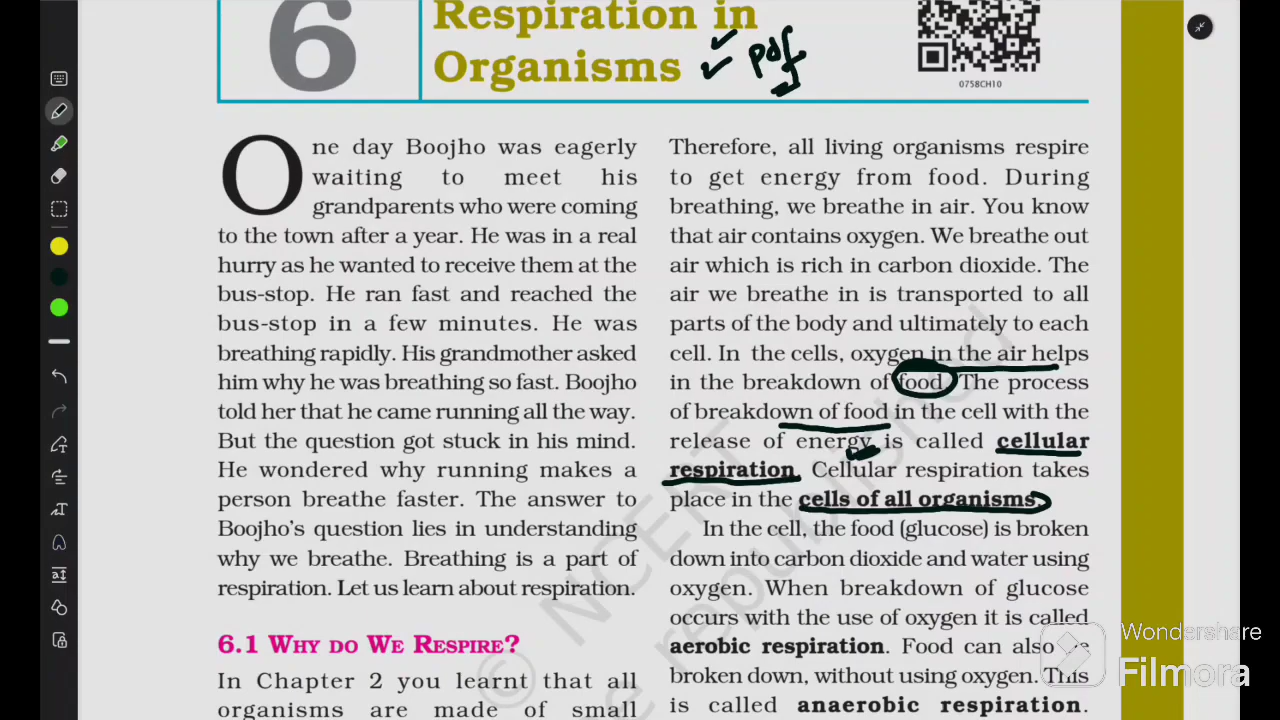 6
Respiration in
Organisms
pdf
0758CH10
One day Boojho was eagerly
waiting to meet his
grandparents who were coming
to the town after a year. He was in a real
hurry as he wanted to receive them at the
bus-stop. He ran fast and reached the
bus-stop in a few minutes. He was
breathing rapidly. His grandmother asked
him why he was breathing so fast. Boojho
told her that he came running all the way.
But the question got stuck in his mind.
He wondered why running makes a
person breathe faster. The answer to
Boojho's question lies in understanding
why we breathe. Breathing is a part of
respiration. Let us learn about respiration.
6.1 WHY DO WE RESPIRE?
In Chapter 2 you learnt that all
organisms are made of small
Therefore, all living organisms respire
to get energy from food. During
breathing, we breathe in air. You know
that air contains oxygen. We breathe out
air which is rich in carbon dioxide. The
air we breathe in is transported to all
parts of the body and ultimately to each
cell. In the cells, oxygen in the air helps
in the breakdown of food. The process
of breakdown of food in the cell with the
release of energy is called cellular
respiration. Cellular respiration takes
place in the cells of all organisms.
In the cell, the food (glucose) is broken
down into carbon dioxide and water using
oxygen. When breakdown of glucose
occurs with the use of oxygen it is called
aerobic respiration. Food can also
broken down, without using oxygen. This
is called anaerobic respiration.
© NCERT
republished
Wondershare
Filmora